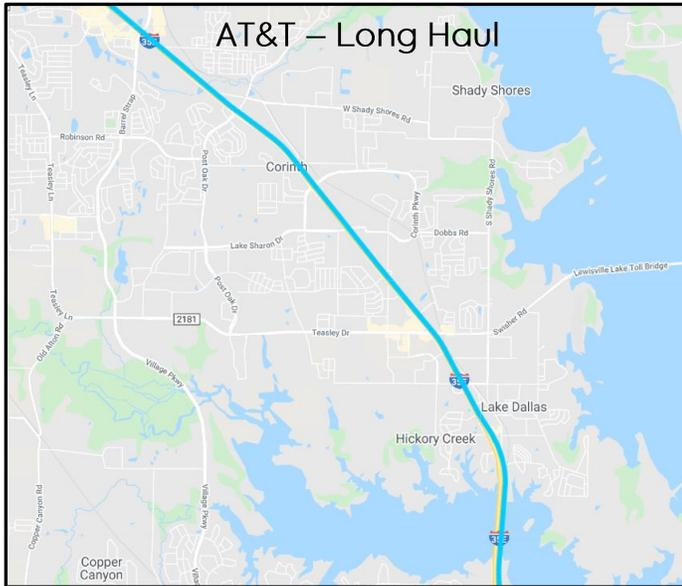 AT&T – Long Haul
Teasley Ln
Barrel Strap
Shady Shores
W Shady Shores Rd
Robinson Rd
Post Oak Dr
Corinth
Teasley Ln
S Shady Shores Rd
Corinth Pkwy
Dobbs Rd
Lake Sharon Dr
Lewisville Lake Toll Bridge
Post Oak Dr
Teasley Ln
2181
Teasley Dr
Swisher Rd
Old Alton Rd
Village Pkwy
Lake Dallas
Hickory Creek
Village Pkwy
Copper Canyon Rd
Copper
Canyon